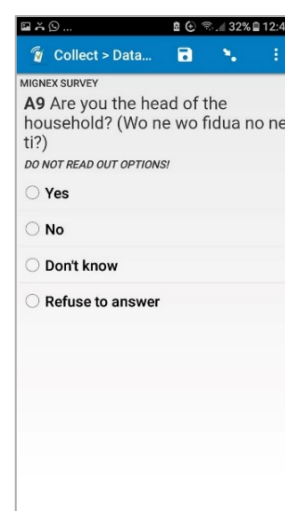 ... 32% 12:4
Collect > Data...
MIGNEX SURVEY
A9 Are you the head of the
household? (Wo ne wo fidua no ne
ti?)
DO NOT READ OUT OPTIONS!
Yes
No
Don't know
Refuse to answer